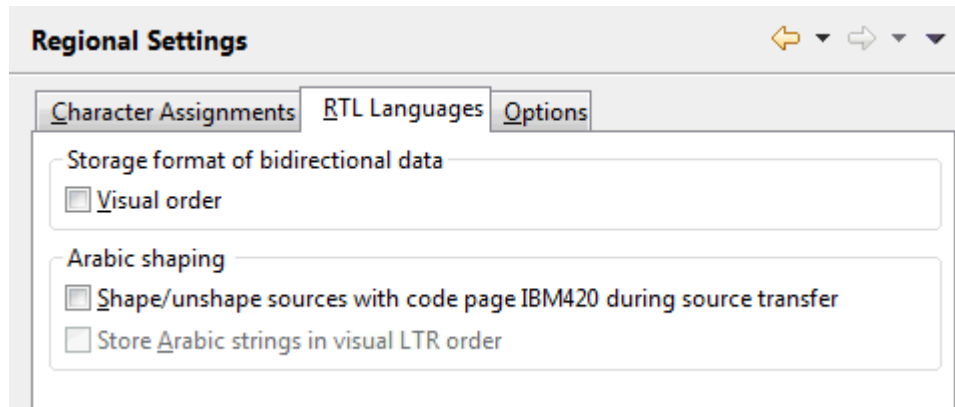 Regional Settings
Character Assignments RTL Languages Options
Storage format of bidirectional data
Visual order
Arabic shaping
Shape/unshape sources with code page IBM420 during source transfer
Store Arabic strings in visual LTR order